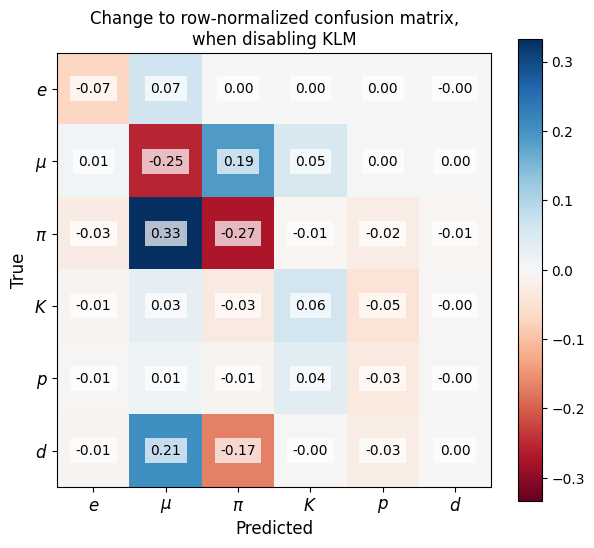 Change to row-normalized confusion matrix,
when disabling KLM
e -0.07 0.07 0.00 0.00 0.00 -0.00
μ 0.01 -0.25 0.19 0.05 0.00 0.00
π -0.03 0.33 -0.27 -0.01 -0.02 -0.01
K -0.01 0.03 -0.03 0.06 -0.05 -0.00
p -0.01 0.01 -0.01 0.04 -0.03 -0.00
d -0.01 0.21 -0.17 -0.00 -0.03 0.00
e μ π K p d
Predicted
True
0.3
0.2
0.1
0.0
−0.1
−0.2
−0.3